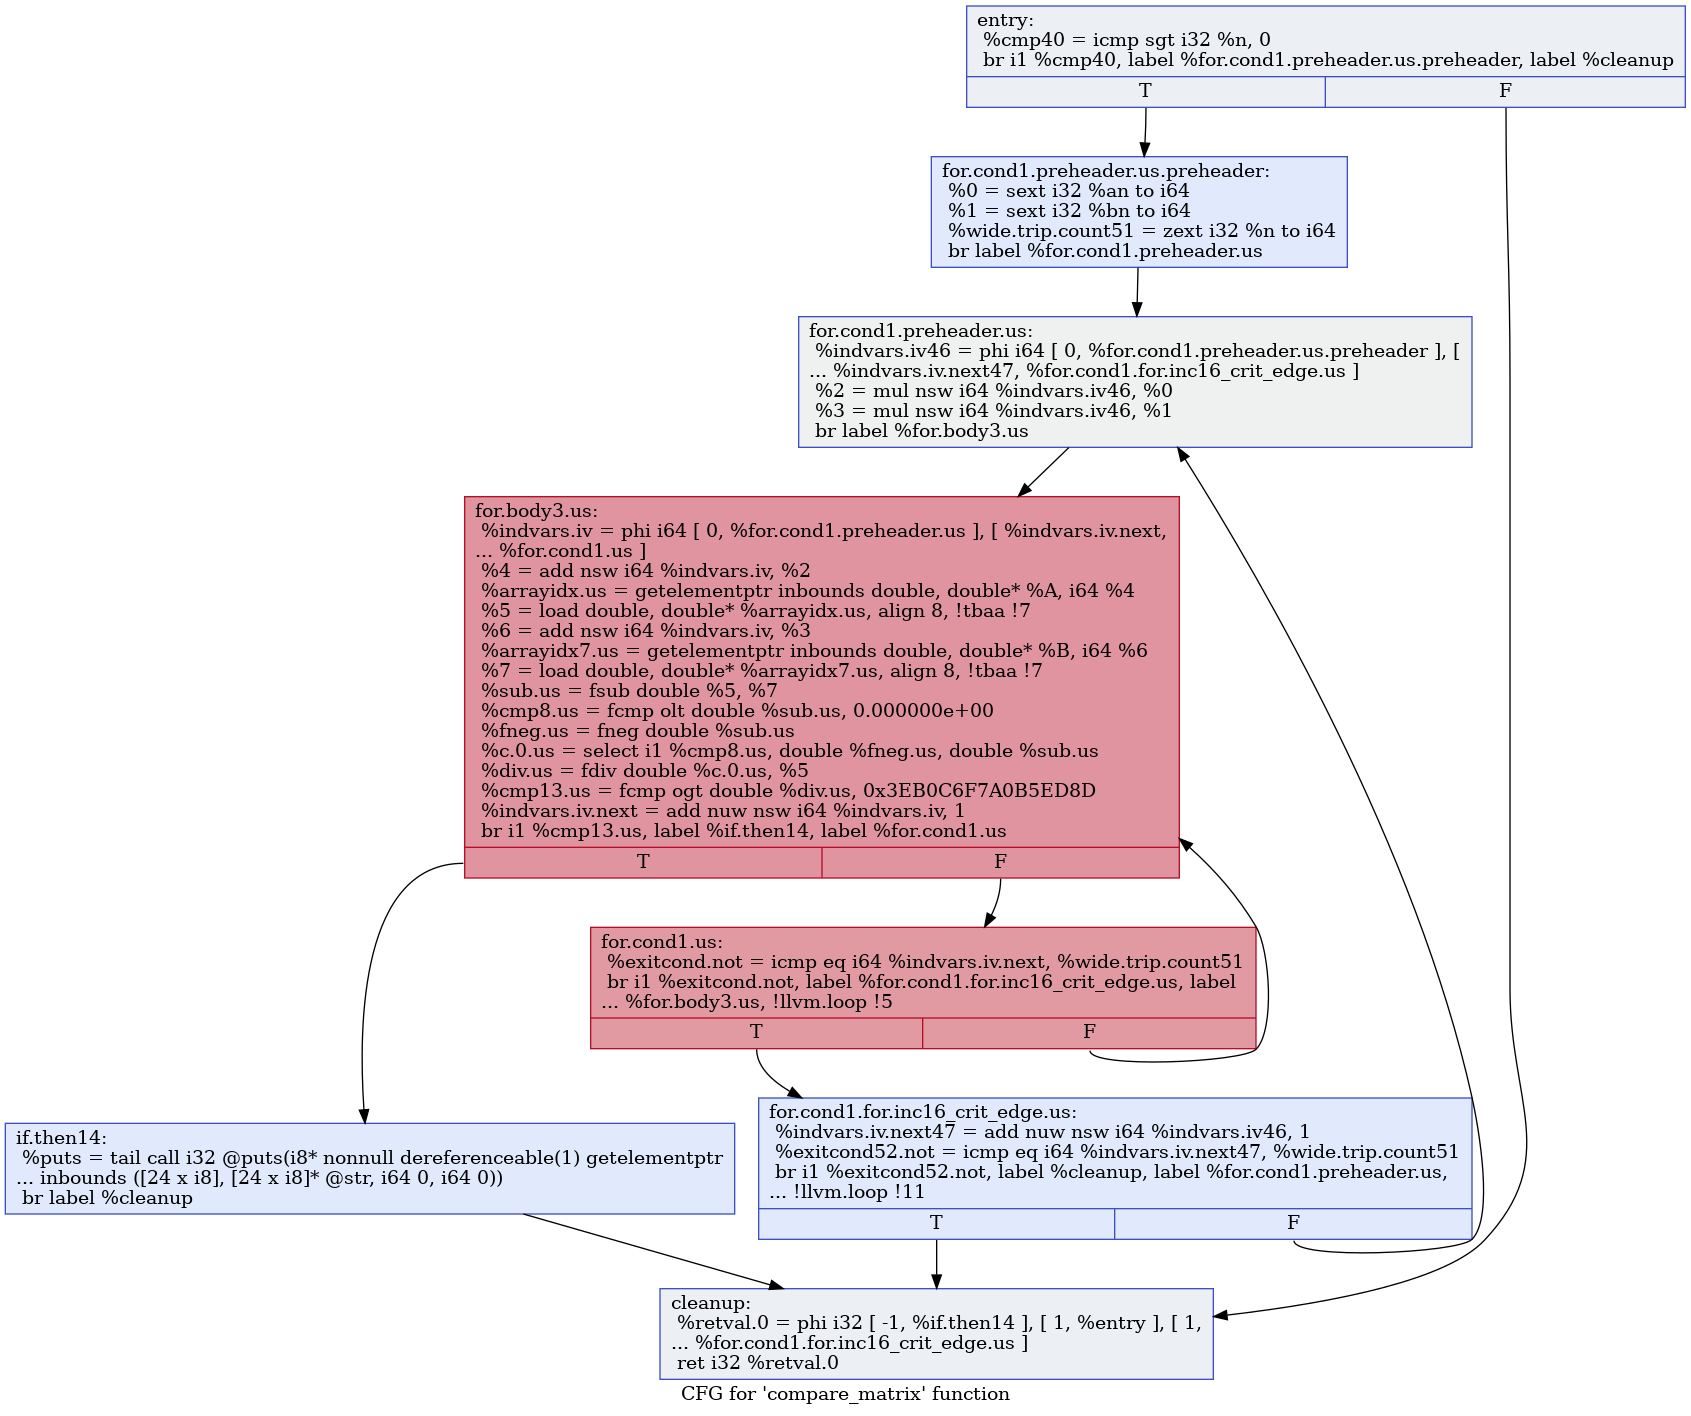 entry:
%cmp40 = icmp sgt i32 %n, 0
br i1 %cmp40, label %for.cond1.preheader.us.preheader, label %cleanup
T
F
for.cond1.preheader.us.preheader:
%0 = sext i32 %an to i64
%1 = sext i32 %bn to i64
%wide.trip.count51 = zext i32 %n to i64
br label %for.cond1.preheader.us
for.cond1.preheader.us:
%indvars.iv46 = phi i64 [ 0, %for.cond1.preheader.us.preheader ], [
... %indvars.iv.next47, %for.cond1.for.inc16_crit_edge.us ]
%2 = mul nsw i64 %indvars.iv46, %0
%3 = mul nsw i64 %indvars.iv46, %1
br label %for.body3.us
for.body3.us:
%indvars.iv = phi i64 [ 0, %for.cond1.preheader.us ], [ %indvars.iv.next,
... %for.cond1.us ]
%4 = add nsw i64 %indvars.iv, %2
%arrayidx.us = getelementptr inbounds double, double* %A, i64 %4
%5 = load double, double* %arrayidx.us, align 8, !tbaa !7
%6 = add nsw i64 %indvars.iv, %3
%arrayidx7.us = getelementptr inbounds double, double* %B, i64 %6
%7 = load double, double* %arrayidx7.us, align 8, !tbaa !7
%sub.us = fsub double %5, %7
%cmp8.us = fcmp olt double %sub.us, 0.000000e+00
%fneg.us = fneg double %sub.us
%c.0.us = select i1 %cmp8.us, double %fneg.us, double %sub.us
%div.us = fdiv double %c.0.us, %5
%cmp13.us = fcmp ogt double %div.us, 0x3EB0C6F7A0B5ED8D
%indvars.iv.next = add nuw nsw i64 %indvars.iv, 1
br i1 %cmp13.us, label %if.then14, label %for.cond1.us
T
F
for.cond1.us:
%exitcond.not = icmp eq i64 %indvars.iv.next, %wide.trip.count51
br i1 %exitcond.not, label %for.cond1.for.inc16_crit_edge.us, label
... %for.body3.us, !llvm.loop !5
T
F
for.cond1.for.inc16_crit_edge.us:
%indvars.iv.next47 = add nuw nsw i64 %indvars.iv46, 1
%exitcond52.not = icmp eq i64 %indvars.iv.next47, %wide.trip.count51
br i1 %exitcond52.not, label %cleanup, label %for.cond1.preheader.us,
... !llvm.loop !11
T
F
if.then14:
%puts = tail call i32 @puts(i8* nonnull dereferenceable(1) getelementptr
... inbounds ([24 x i8], [24 x i8]* @str, i64 0, i64 0))
br label %cleanup
cleanup:
%retval.0 = phi i32 [ -1, %if.then14 ], [ 1, %entry ], [ 1,
... %for.cond1.for.inc16_crit_edge.us ]
ret i32 %retval.0
CFG for 'compare_matrix' function